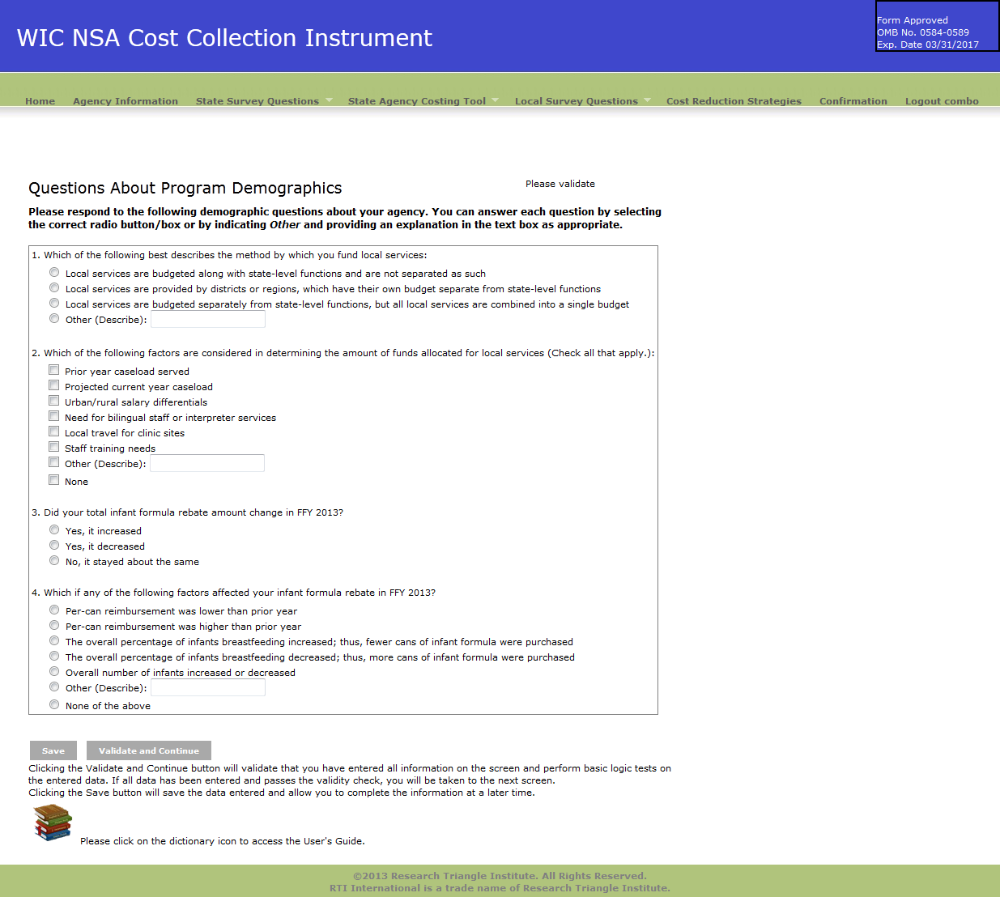 WIC NSA Cost Collection Instrument
Form Approved
OMB No. 0584-0589
Exp. Date 03/31/2017
Home Agency Information State Survey Questions State Agency Costing Tool Local Survey Questions Cost Reduction Strategies Confirmation Logout combo
Questions About Program Demographics
Please validate
Please respond to the following demographic questions about your agency. You can answer each question by selecting
the correct radio button/box or by indicating Other and providing an explanation in the text box as appropriate.
1. Which of the following best describes the method by which you fund local services:
Local services are budgeted along with state-level functions and are not separated as such
Local services are provided by districts or regions, which have their own budget separate from state-level functions
Local services are budgeted separately from state-level functions, but all local services are combined into a single budget
Other (Describe):
2. Which of the following factors are considered in determining the amount of funds allocated for local services (Check all that apply.):
Prior year caseload served
Projected current year caseload
Urban/rural salary differentials
Need for bilingual staff or interpreter services
Local travel for clinic sites
Staff training needs
Other (Describe):
None
3. Did your total infant formula rebate amount change in FFY 2013?
Yes, it increased
Yes, it decreased
No, it stayed about the same
4. Which if any of the following factors affected your infant formula rebate in FFY 2013?
Per-can reimbursement was lower than prior year
Per-can reimbursement was higher than prior year
The overall percentage of infants breastfeeding increased; thus, fewer cans of infant formula were purchased
The overall percentage of infants breastfeeding decreased; thus, more cans of infant formula were purchased
Overall number of infants increased or decreased
Other (Describe):
None of the above
Save Validate and Continue
Clicking the Validate and Continue button will validate that you have entered all information on the screen and perform basic logic tests on
the entered data. If all data has been entered and passes the validity check, you will be taken to the next screen.
Clicking the Save button will save the data entered and allow you to complete the information at a later time.
Please click on the dictionary icon to access the User's Guide.
©2013 Research Triangle Institute. All Rights Reserved.
RTI International is a trade name of Research Triangle Institute.